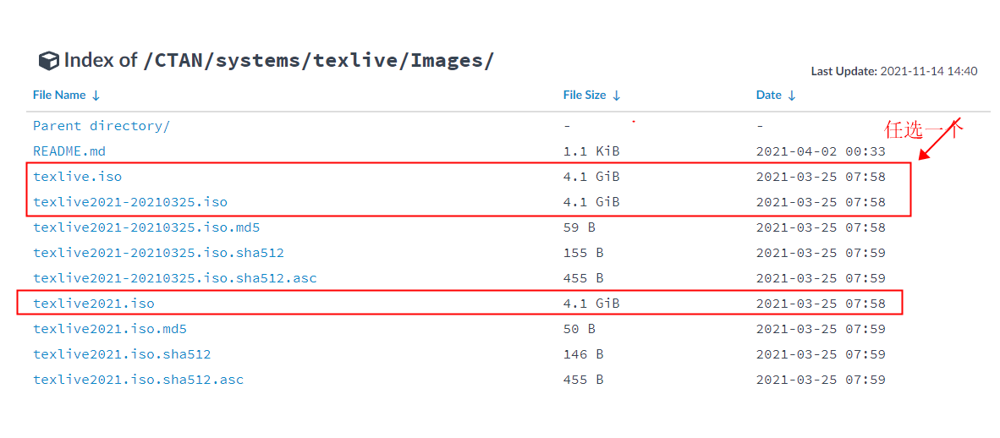 Index of /CTAN/systems/texlive/Images/
Last Update: 2021-11-14 14:40
File Name ↓ File Size ↓ Date ↓
Parent directory/ - -
任选一个
README.md 1.1 KiB 2021-04-02 00:33
texlive.iso 4.1 GiB 2021-03-25 07:58
texlive2021-20210325.iso 4.1 GiB 2021-03-25 07:58
texlive2021-20210325.iso.md5 59 B 2021-03-25 07:58
texlive2021-20210325.iso.sha512 155 B 2021-03-25 07:59
texlive2021-20210325.iso.sha512.asc 455 B 2021-03-25 07:59
texlive2021.iso 4.1 GiB 2021-03-25 07:58
texlive2021.iso.md5 50 B 2021-03-25 07:59
texlive2021.iso.sha512 146 B 2021-03-25 07:59
texlive2021.iso.sha512.asc 455 B 2021-03-25 07:59